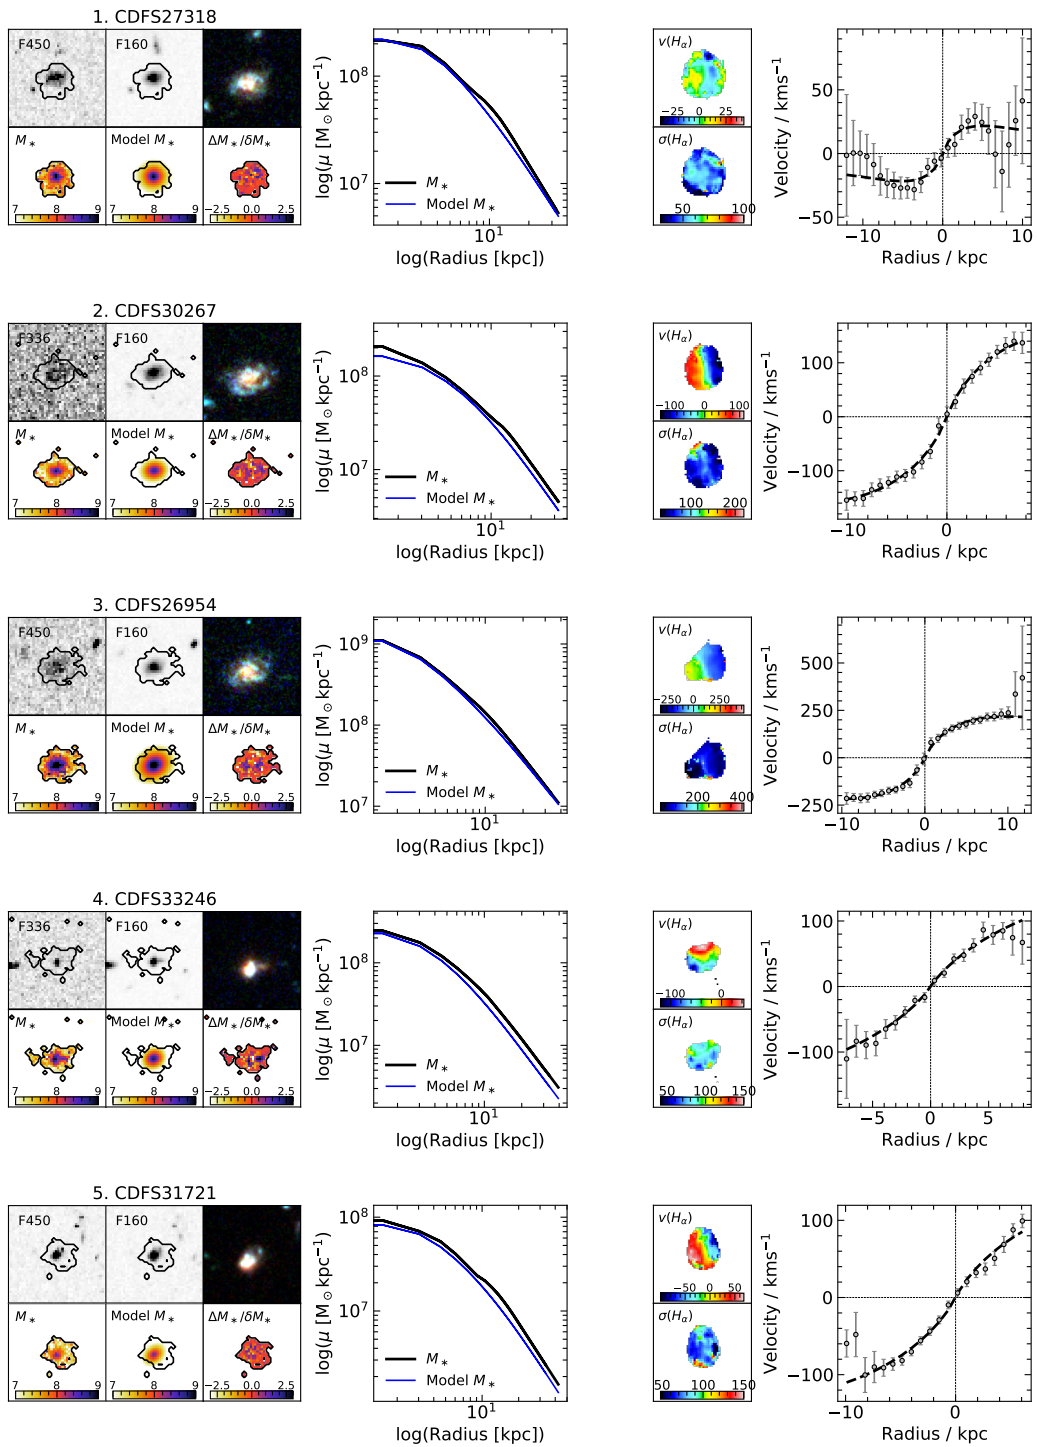 1. CDFS27318
F450
F160
M∗
Model M∗
ΔM∗/δM∗
7 8 9
7 8 9
−2.5 0.0 2.5
log(μ [M⊙kpc⁻¹)
10⁸
10⁷
M∗
Model M∗
10¹
log(Radius [kpc])
v(Hα)
−25 0 25
σ(Hα)
50 100
Velocity / kms⁻¹
50
0
−50
−10 0 10
Radius / kpc
2. CDFS30267
F336
F160
M∗
Model M∗
ΔM∗/δM∗
7 8 9
7 8 9
−2.5 0.0 2.5
log(μ [M⊙kpc⁻¹)
10⁸
10⁷
M∗
Model M∗
10¹
log(Radius [kpc])
v(Hα)
−100 0 100
σ(Hα)
100 200
Velocity / kms⁻¹
100
0
−100
−10 0
Radius / kpc
3. CDFS26954
F450
F160
M∗
Model M∗
ΔM∗/δM∗
7 8 9
7 8 9
−2.5 0.0 2.5
log(μ [M⊙kpc⁻¹)
10⁹
10⁸
10⁷
M∗
Model M∗
10¹
log(Radius [kpc])
v(Hα)
−250 0 250
σ(Hα)
200 400
Velocity / kms⁻¹
500
250
0
−250
−10 0 10
Radius / kpc
4. CDFS33246
F336
F160
M∗
Model M∗
ΔM∗/δM∗
7 8 9
7 8 9
−2.5 0.0 2.5
log(μ [M⊙kpc⁻¹)
10⁸
10⁷
M∗
Model M∗
10¹
log(Radius [kpc])
v(Hα)
−100 0
σ(Hα)
50 100 150
Velocity / kms⁻¹
100
0
−100
−5 0 5
Radius / kpc
5. CDFS31721
F450
F160
M∗
Model M∗
ΔM∗/δM∗
7 8 9
7 8 9
−2.5 0.0 2.5
log(μ [M⊙kpc⁻¹)
10⁸
10⁷
M∗
Model M∗
10¹
log(Radius [kpc])
v(Hα)
−50 0 50
σ(Hα)
50 100 150
Velocity / kms⁻¹
100
0
−100
−10 0
Radius / kpc